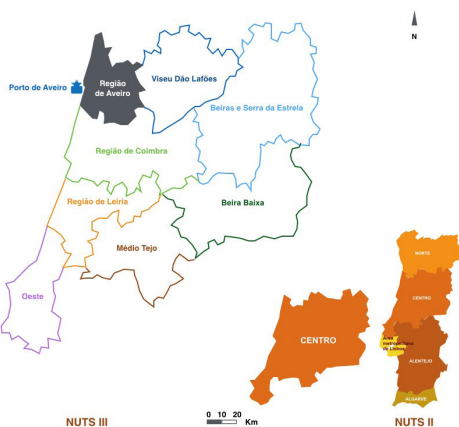 N
Porto de Aveiro
Região
de Aveiro
Viseu Dão Lafões
Beiras e Serra da Estrela
Região de Coimbra
Região de Leiria
Beira Baixa
Médio Tejo
Oeste
NORTE
CENTRO
CENTRO
Área
metropolitana
de Lisboa
ALENTEJO
ALGARVE
0 10 20
Km
NUTS III
NUTS II